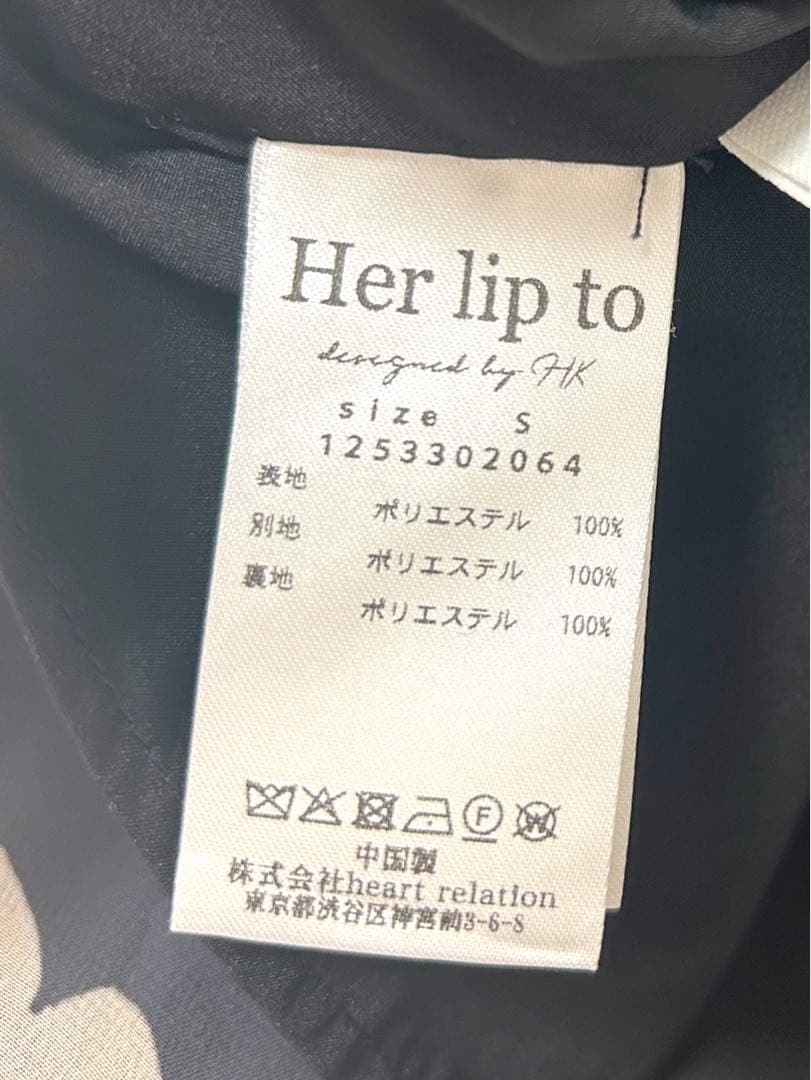 Her lip to
designed by HK
size S
1253302064
表地 ポリエステル 100%
別地 ポリエステル 100%
裏地 ポリエステル 100%
F W
中国製
株式会社heart relation
東京都渋谷区神宮前3-6-8